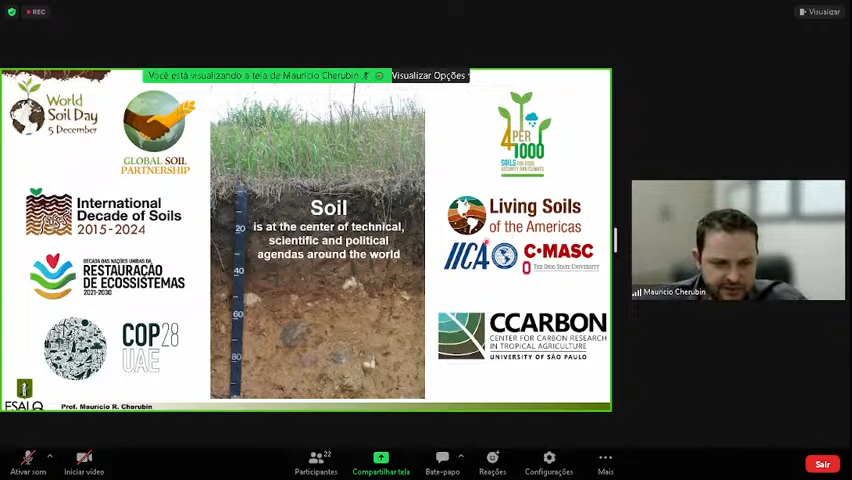 REC
Visualizar
Você está visualizando a tela de Mauricio Cherubin
Visualizar Opções
World
Soil Day
5 December
GLOBAL SOIL
PARTNERSHIP
International
Decade of Soils
2015-2024
DÉCADA DAS NAÇÕES UNIDAS DA
RESTAURAÇÃO
DE ECOSSISTEMAS
2021-2030
COP28
UAE
Soil
is at the center of technical,
scientific and political
agendas around the world
20
40
60
80
4 PER
1000
SOILS FOR FOOD
SECURITY AND CLIMATE
Living Soils
of the Americas
IICA
C·MASC
THE OHIO STATE UNIVERSITY
CCARBON
CENTER FOR CARBON RESEARCH
IN TROPICAL AGRICULTURE
UNIVERSITY OF SÃO PAULO
ESALQ
Prof. Maurício R. Cherubin
Mauricio Cherubin
Ativar som
Iniciar vídeo
22
Participantes
Compartilhar tela
Bate-papo
Reações
Configurações
Mais
Sair